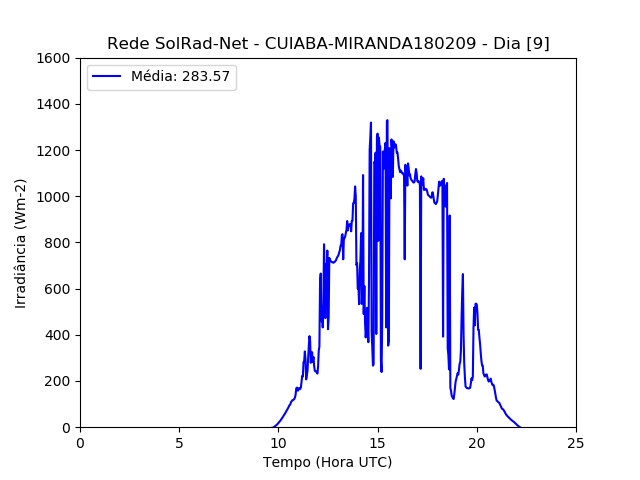 Rede SolRad-Net - CUIABA-MIRANDA180209 - Dia [9]
Média: 283.57
1600
1400
1200
1000
800
600
400
200
0
Irradiância (Wm-2)
0 5 10 15 20 25
Tempo (Hora UTC)